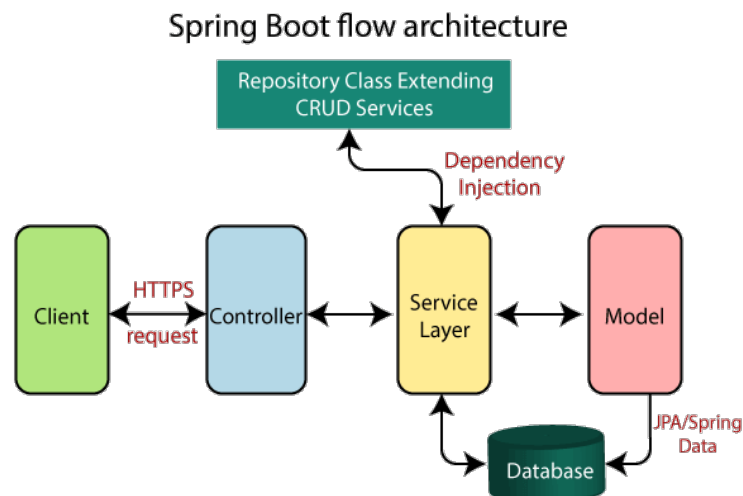 Spring Boot flow architecture
Repository Class Extending
CRUD Services
Dependency
Injection
HTTPS
request
Client
Controller
Service
Layer
Model
JPA/Spring
Data
Database